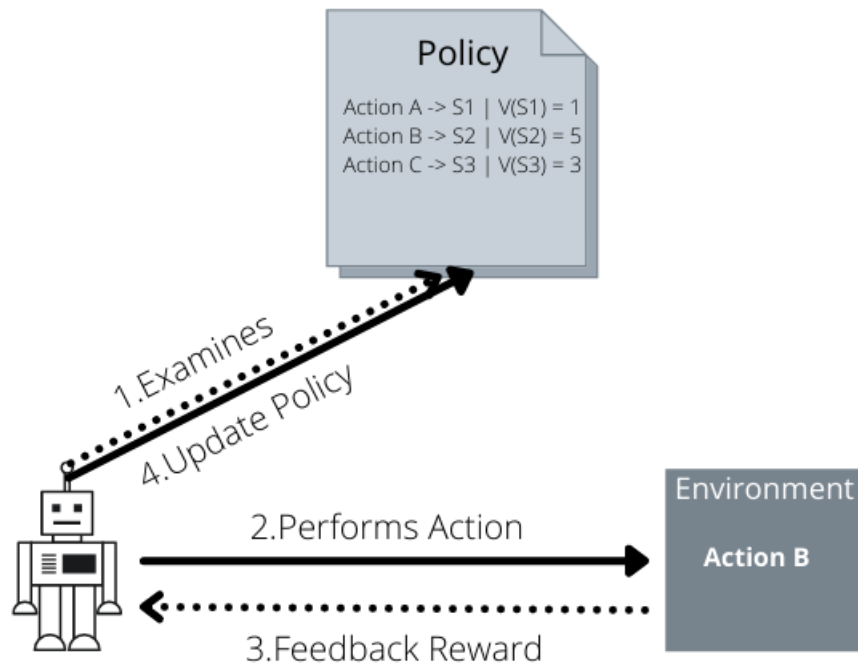 Policy
Action A -> S1 | V(S1) = 1
Action B -> S2 | V(S2) = 5
Action C -> S3 | V(S3) = 3
1.Examines
4.Update Policy
2.Performs Action
Environment
Action B
3.Feedback Reward